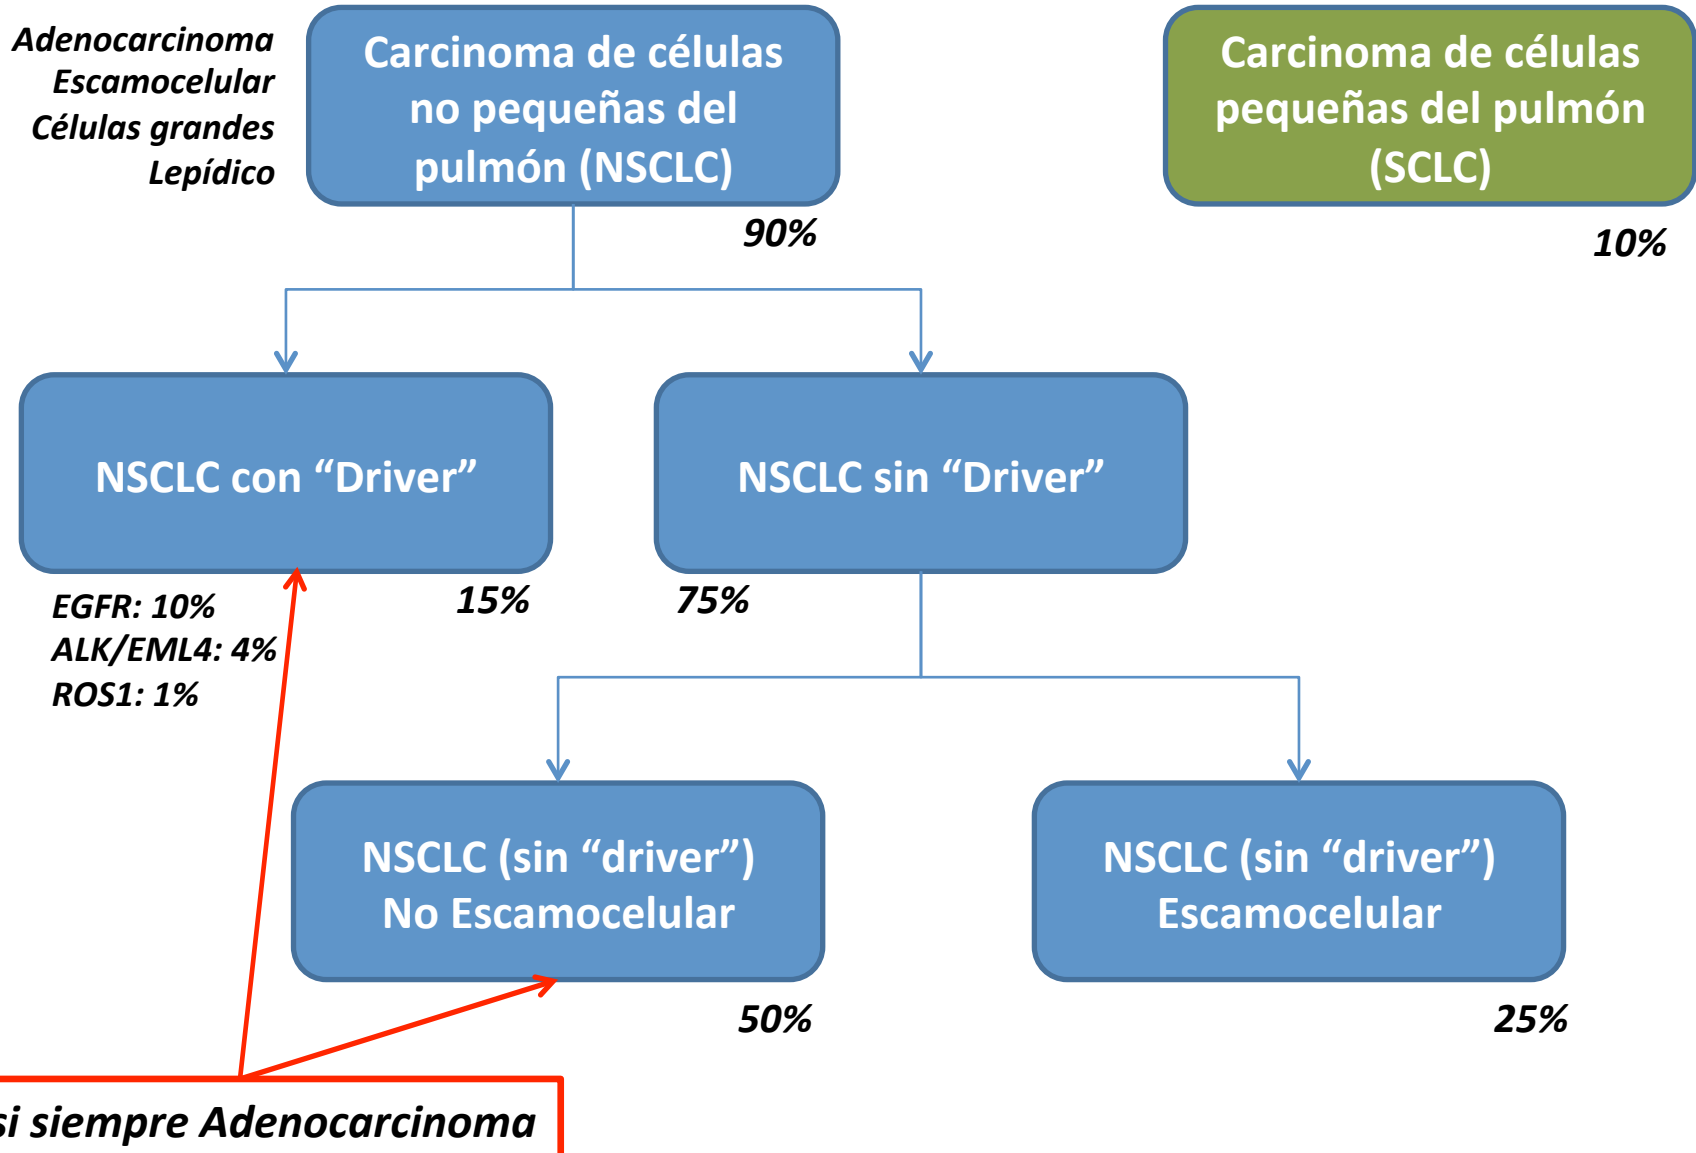 Adenocarcinoma
Escamocelular
Células grandes
Lepídico
Carcinoma de células
no pequeñas del
pulmón (NSCLC)
90%
Carcinoma de células
pequeñas del pulmón
(SCLC)
10%
NSCLC con “Driver”
15%
EGFR: 10%
ALK/EML4: 4%
ROS1: 1%
NSCLC sin “Driver”
75%
NSCLC (sin “driver”)
No Escamocelular
50%
NSCLC (sin “driver”)
Escamocelular
25%
si siempre Adenocarcinoma